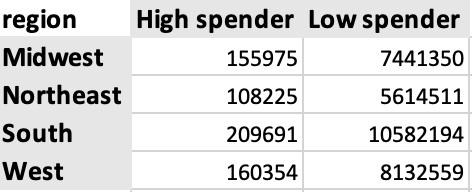 region High spender Low spender
Midwest 155975 7441350
Northeast 108225 5614511
South 209691 10582194
West 160354 8132559